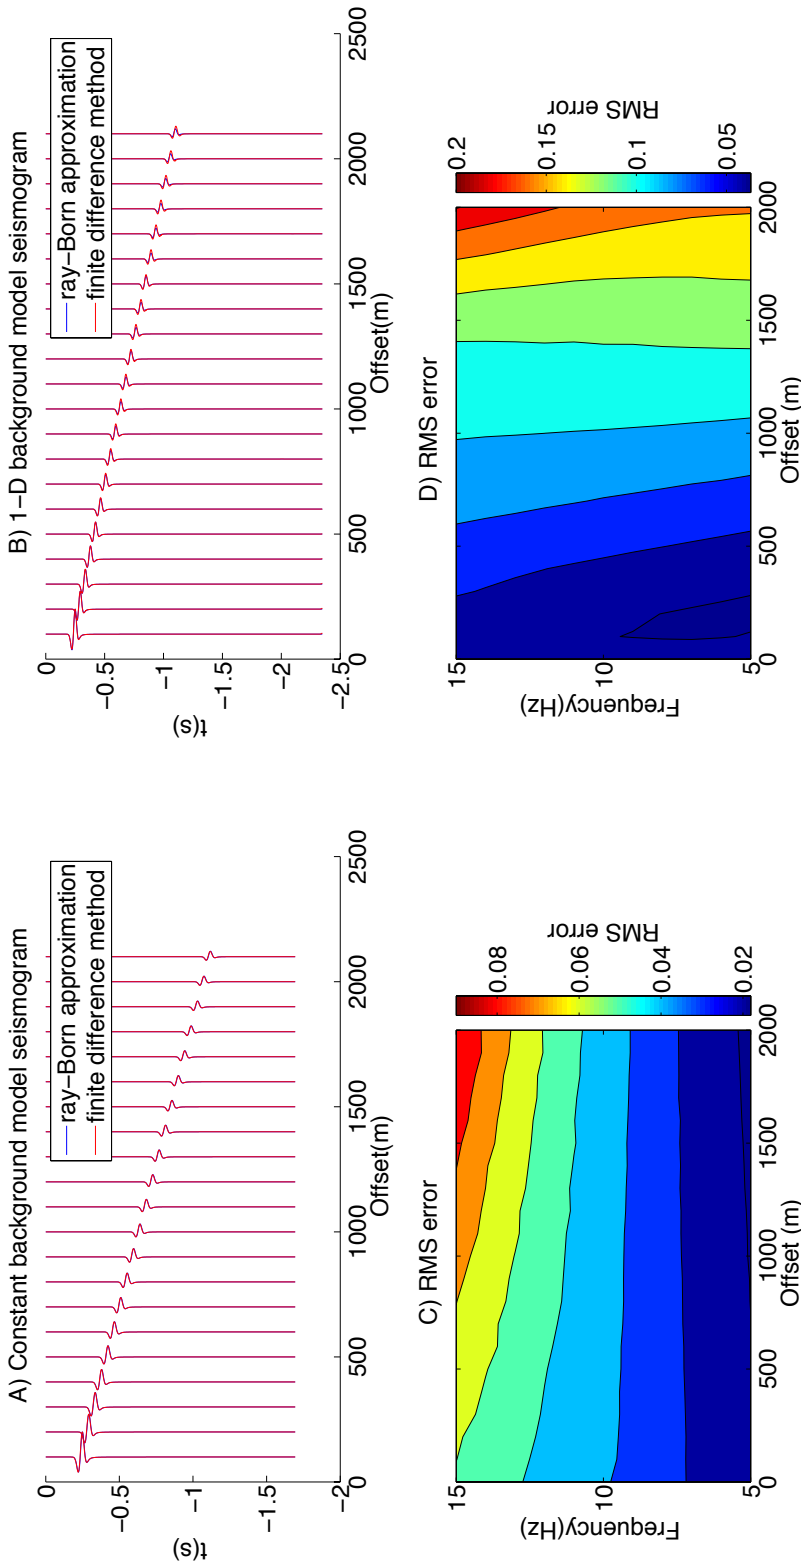 A) Constant background model seismogram
ray−Born approximation
finite difference method
0
−0.5
−1
−1.5
−2
t(s)
0
500
1000
1500
2000
2500
Offset(m)
B) 1−D background model seismogram
ray−Born approximation
finite difference method
0
−0.5
−1
−1.5
−2
−2.5
t(s)
0
500
1000
1500
2000
2500
Offset(m)
C) RMS error
15
10
5
Frequency(Hz)
0
500
1000
1500
2000
Offset (m)
0.08
0.06
0.04
0.02
RMS error
D) RMS error
15
10
5
Frequency(Hz)
0
500
1000
1500
2000
Offset (m)
0.2
0.15
0.1
0.05
RMS error